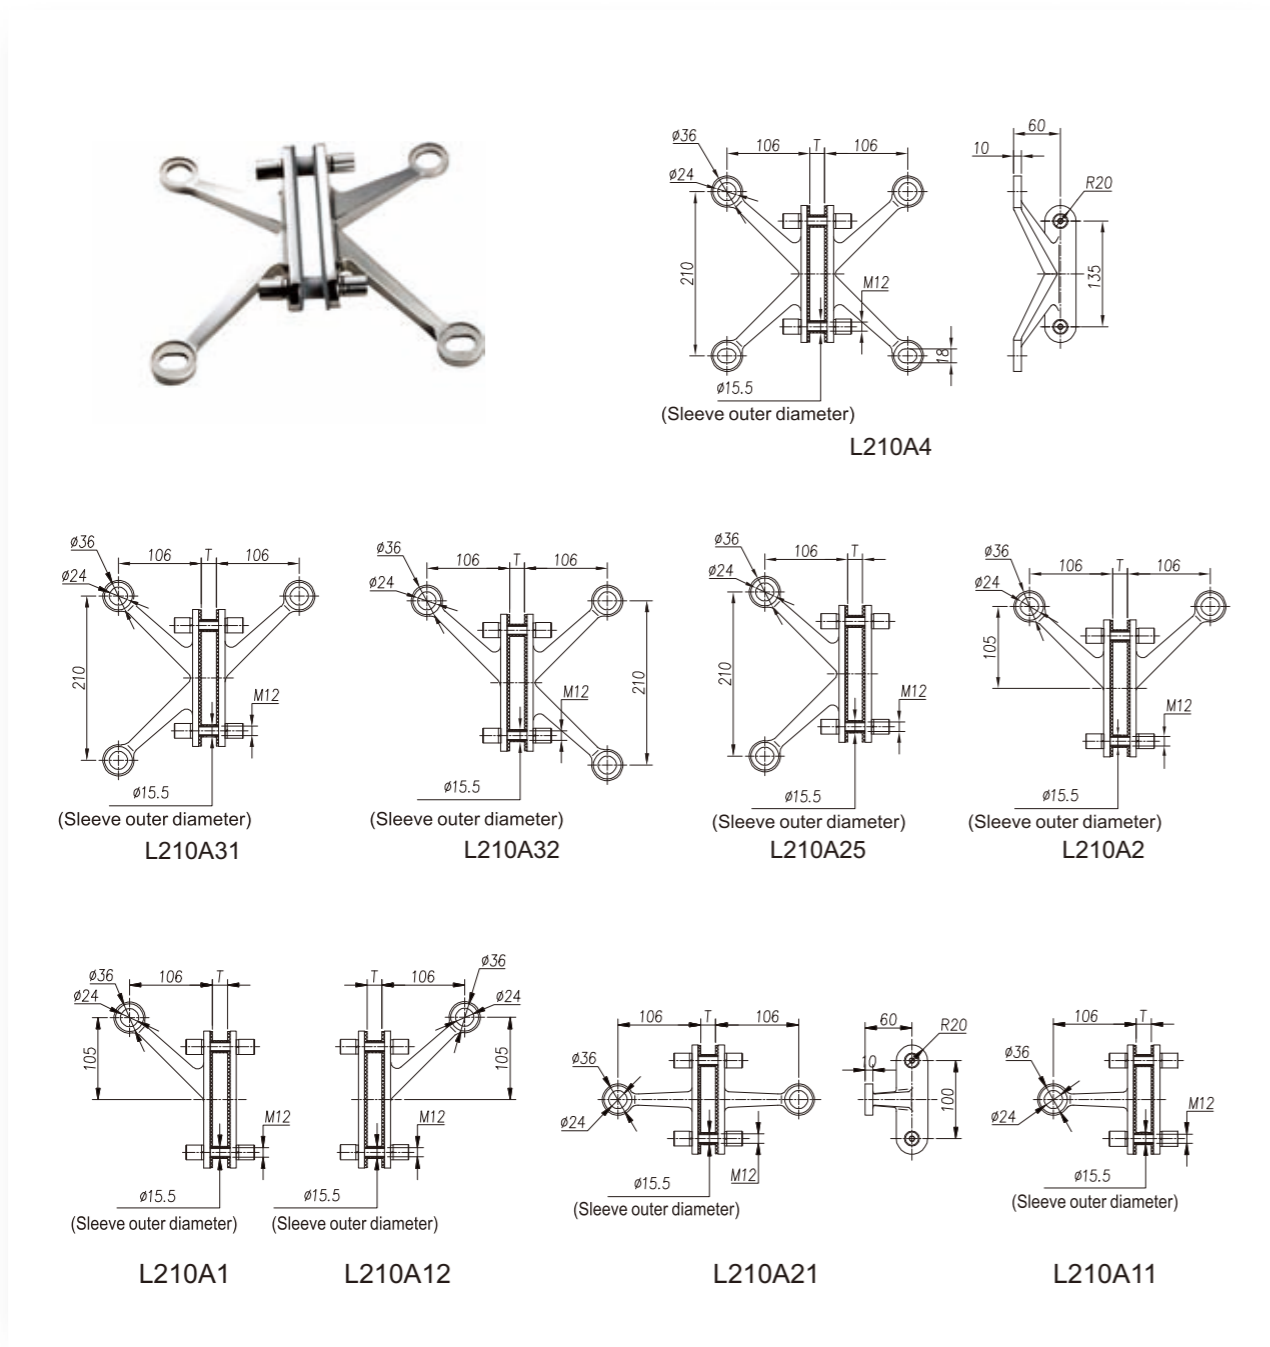 ø36
106 T 106
ø24
210
M12
18
ø15.5
(Sleeve outer diameter)
60
10
R20
135
L210A4
ø36
106 T 106
ø24
210
M12
ø15.5
(Sleeve outer diameter)
L210A31
ø36
106 T 106
ø24
210
M12
ø15.5
(Sleeve outer diameter)
L210A32
ø36
106 T
ø24
210
M12
ø15.5
(Sleeve outer diameter)
L210A25
ø36
106 T 106
ø24
105
M12
ø15.5
(Sleeve outer diameter)
L210A2
ø36
106 T
ø24
105
M12
ø15.5
(Sleeve outer diameter)
L210A1
T 106
ø36
ø24
105
M12
ø15.5
(Sleeve outer diameter)
L210A12
106 T 106
ø36
ø24
M12
ø15.5
(Sleeve outer diameter)
60
R20
10
100
L210A21
106 T
ø36
ø24
M12
ø15.5
(Sleeve outer diameter)
L210A11